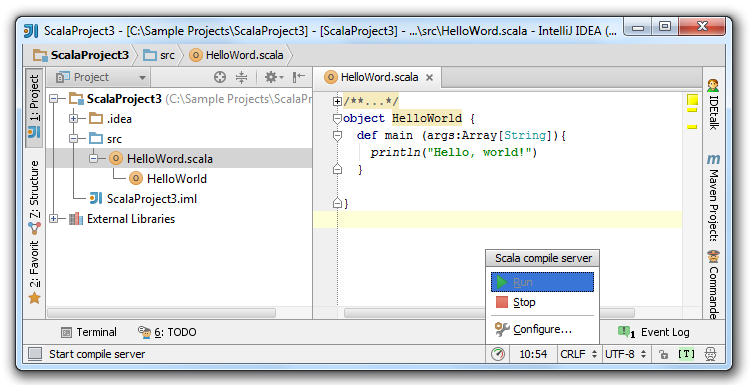 ScalaProject3 - [C:\Sample Projects\ScalaProject3] - [ScalaProject3] - ...\src\HelloWord.scala - IntelliJ IDEA (...
ScalaProject3 src HelloWord.scala
1: Project
Z: Structure
2: Favorit
Project
ScalaProject3 (C:\Sample Projects\ScalaPr
.idea
src
HelloWord.scala
HelloWorld
ScalaProject3.iml
External Libraries
HelloWord.scala
/**...*/
object HelloWorld {
def main (args:Array[String]){
println("Hello, world!")
}
}
IDEtalk
Maven Project
Commande
Scala compile server
Run
Stop
Configure...
Terminal 6: TODO 1 Event Log
Start compile server 10:54 CRLF UTF-8 [T]